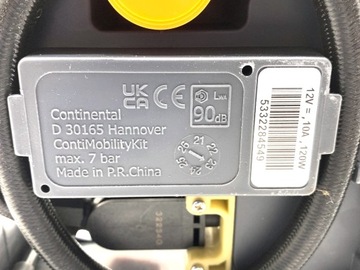 UK
CA
CE
LWA
90dB
Continental
D 30165 Hannover
ContiMobilityKit
max. 7 bar
Made in P.R.China
21
22
23
24
25
12V⎓, 10A, 120W
5332284549